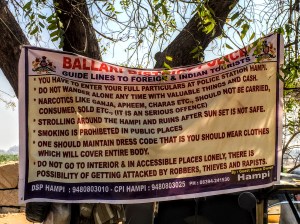 BALLARI DISTRICT POLICE
GUIDE LINES TO FOREIGN & INDIAN TOURISTS
* YOU HAVE TO ENTER YOUR FULL PARTICULARS AT POLICE STATION HAMPI.
* DO NOT WANDER ALONE ANY TIME WITH VALUABLE THINGS AND CASH.
* NARCOTICS LIKE GANJA, APHEEM, CHARAS ETC., SHOULD NOT BE CARRIED,
CONSUMED, SOLD ETC., (IT IS AN SERIOUS OFFENCE)
* STROLLING AROUND THE HAMPI AND RUINS AFTER SUN SET IS NOT SAFE.
* SMOKING IS PROHIBITED IN PUBLIC PLACES
* ONE SHOULD MAINTAIN DRESS CODE THAT IS YOU SHOULD WEAR CLOTHES
WHICH WILL COVER ENTIRE BODY.
* DO NOT GO TO INTERIOR & IN ACCESSIBLE PLACES LONELY, THERE IS
POSSIBILITY OF GETTING ATTACKED BY ROBBERS, THIEVES AND RAPISTS.
DSP HAMPI : 9480803010 - CPI HAMPI : 9480803025
Hampi